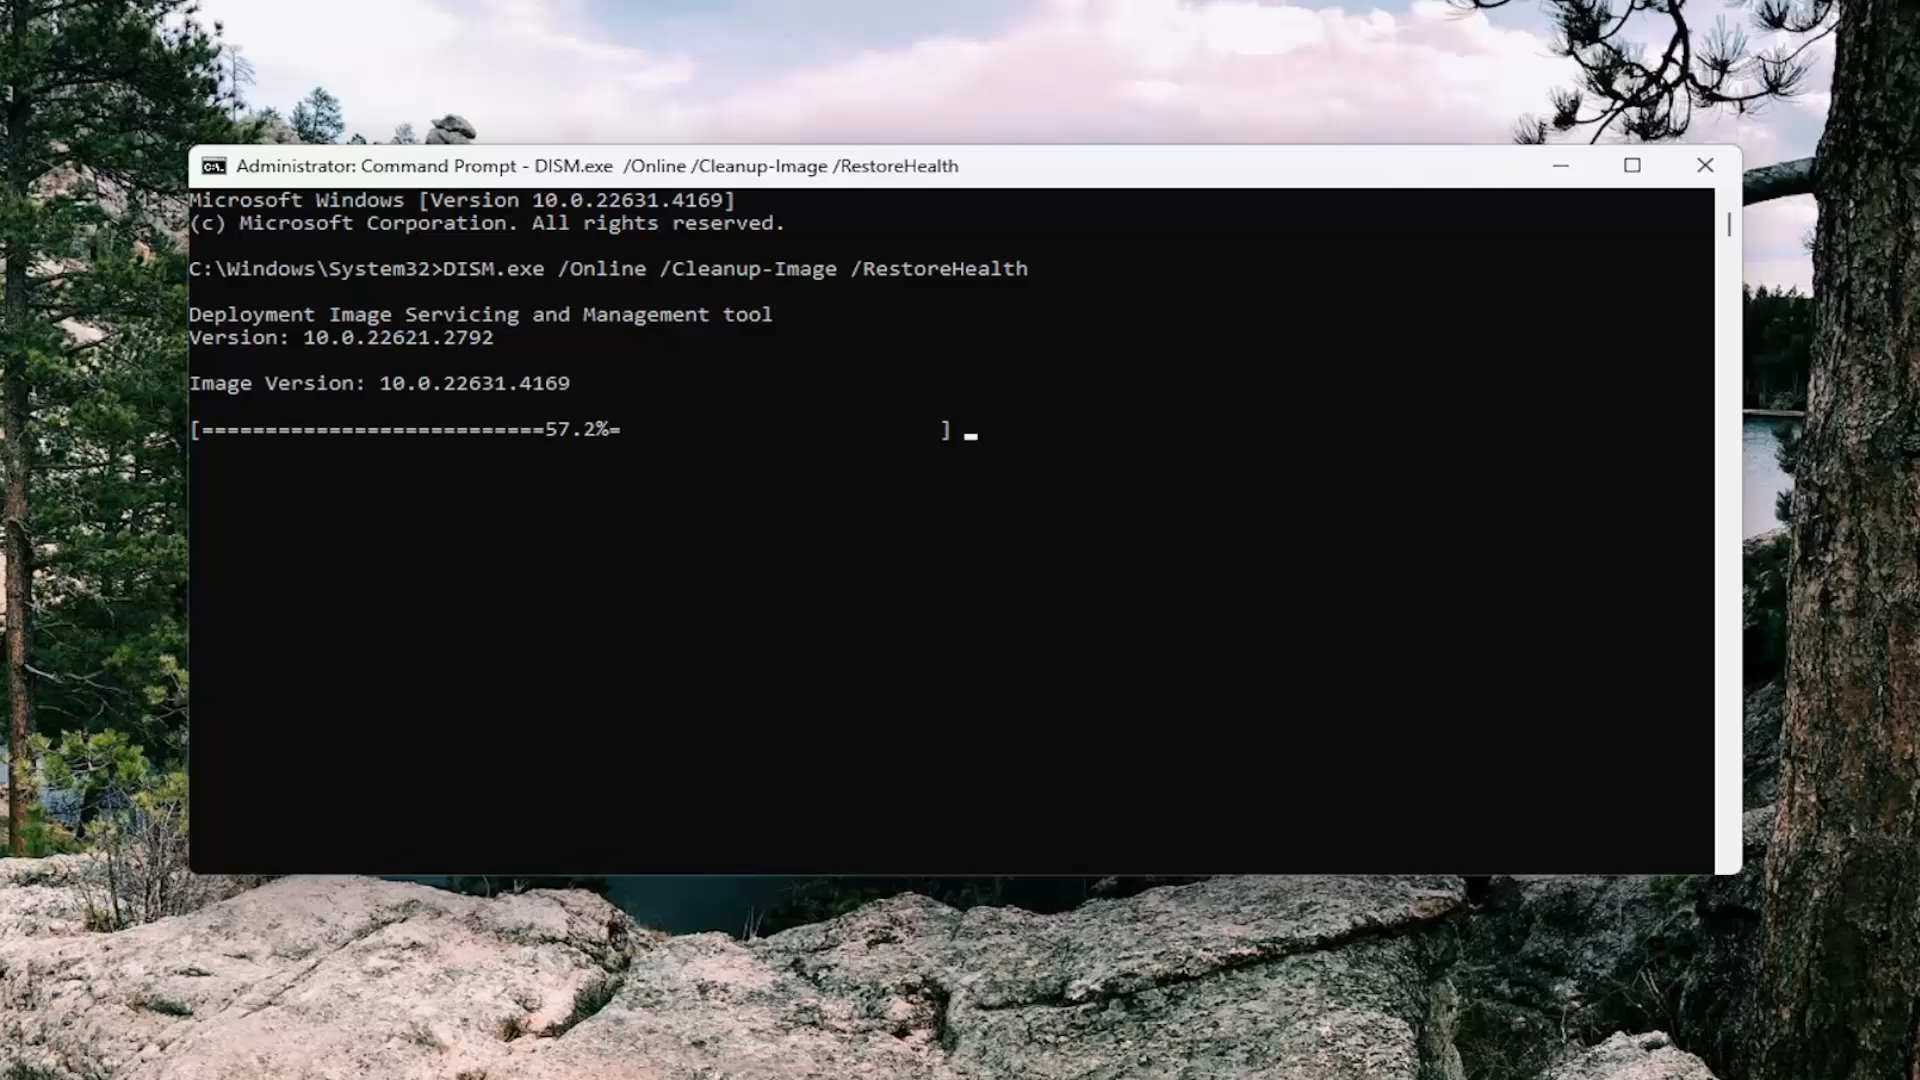 Administrator: Command Prompt - DISM.exe  /Online /Cleanup-Image /RestoreHealth
Microsoft Windows [Version 10.0.22631.4169]
(c) Microsoft Corporation. All rights reserved.
C:\Windows\System32>DISM.exe /Online /Cleanup-Image /RestoreHealth
Deployment Image Servicing and Management tool
Version: 10.0.22621.2792
Image Version: 10.0.22631.4169
[===========================57.2%=                          ]